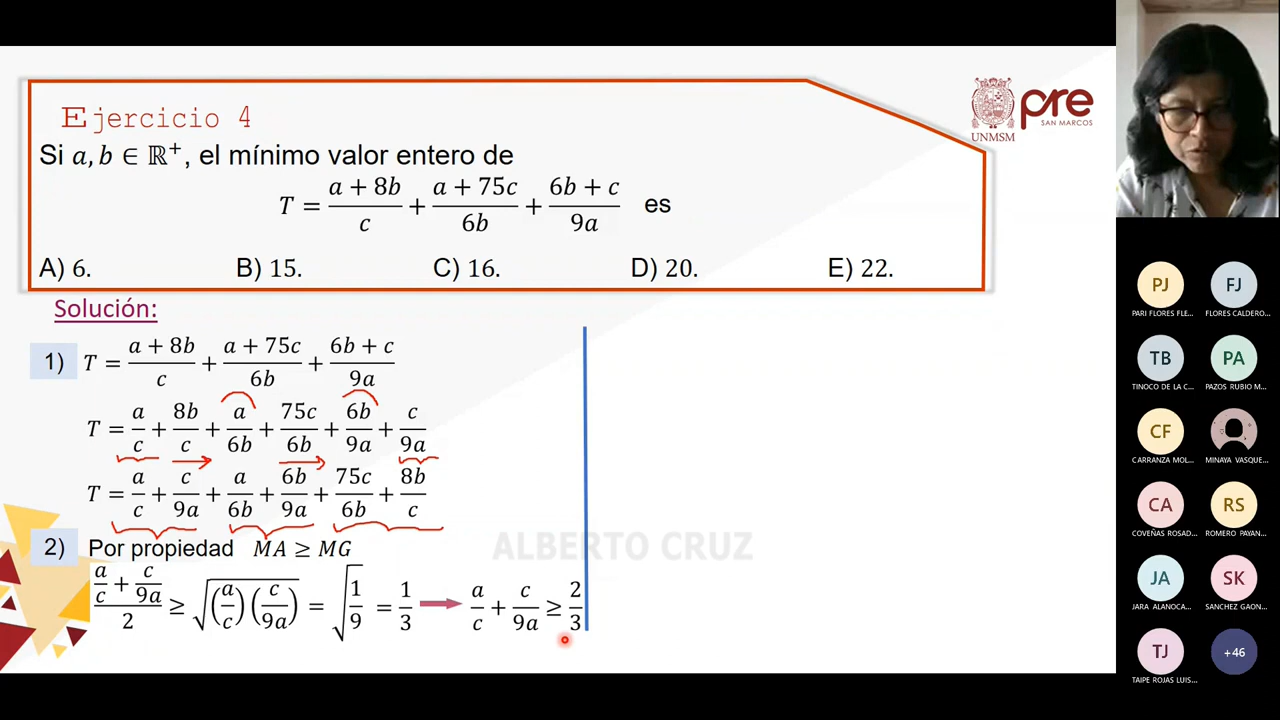 Ejercicio 4
Si a, b ∈ ℝ⁺, el mínimo valor entero de
T = (a + 8b)/c + (a + 75c)/6b + (6b + c)/9a es
A) 6. B) 15. C) 16. D) 20. E) 22.
UNMSM
pre
SAN MARCOS
Solución:
1) T = (a + 8b)/c + (a + 75c)/6b + (6b + c)/9a
T = a/c + 8b/c + a/6b + 75c/6b + 6b/9a + c/9a
T = a/c + c/9a + a/6b + 6b/9a + 75c/6b + 8b/c
2) Por propiedad MA ≥ MG
(a/c + c/9a)/2 ≥ √((a/c)(c/9a)) = √(1/9) = 1/3 → a/c + c/9a ≥ 2/3
ALBERTO CRUZ
PJ FJ
PARI FLORES FLE... FLORES CALDERO...
TB PA
TINOCO DE LA C... PAZOS RUBIO M...
CF
CARRANZA MOL... MINAYA VASQUE...
CA RS
COVEÑAS ROSAD... ROMERO PAYAN...
JA SK
JARA ALANOCA... SANCHEZ GAON...
TJ +46
TAIPE ROJAS LUIS...